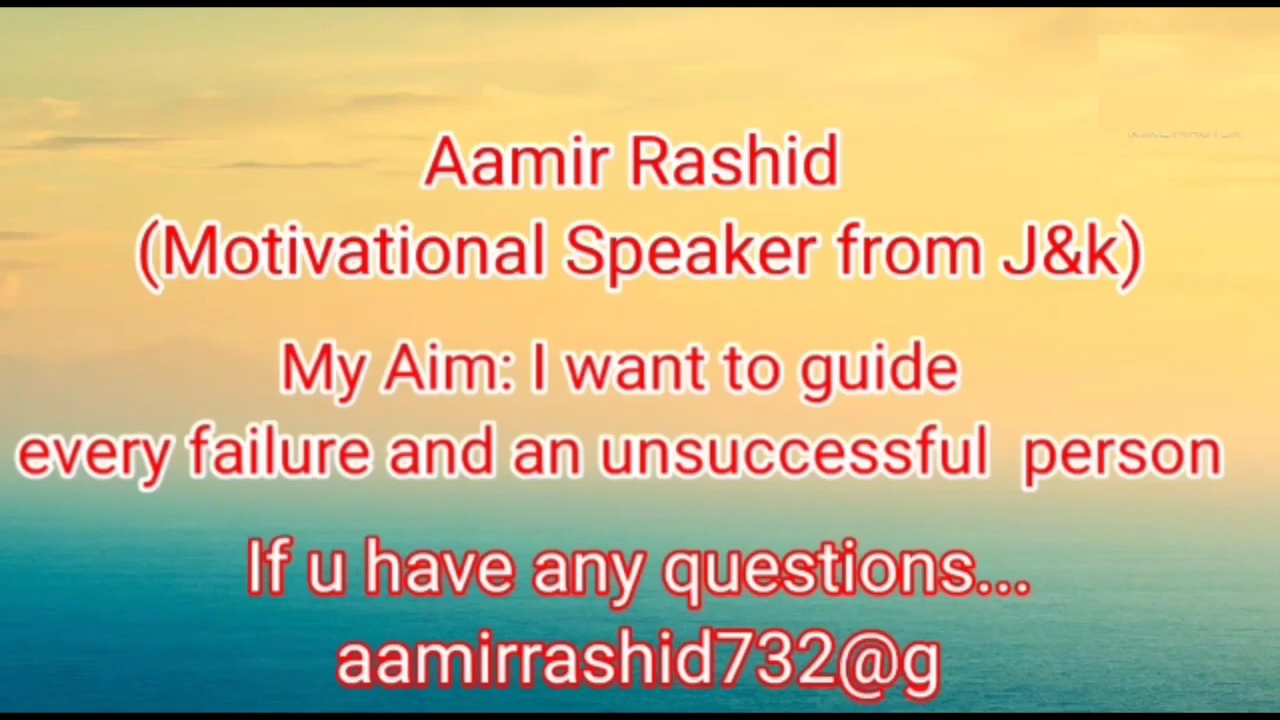 Aamir Rashid
(Motivational Speaker from J&k)
My Aim: I want to guide
every failure and an unsuccessful person
If u have any questions...
aamirrashid732@g